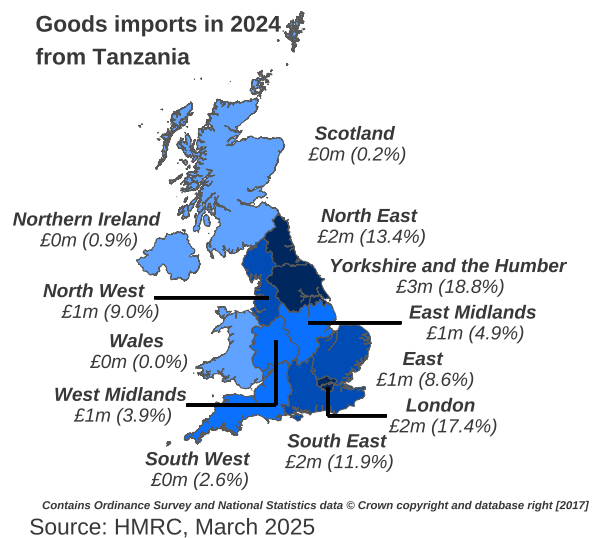 Goods imports in 2024
from Tanzania
Scotland
£0m (0.2%)
Northern Ireland
£0m (0.9%)
North East
£2m (13.4%)
Yorkshire and the Humber
£3m (18.8%)
North West
£1m (9.0%)
East Midlands
£1m (4.9%)
Wales
£0m (0.0%)
East
£1m (8.6%)
West Midlands
£1m (3.9%)
London
£2m (17.4%)
South East
£2m (11.9%)
South West
£0m (2.6%)
Contains Ordinance Survey and National Statistics data © Crown copyright and database right [2017]
Source: HMRC, March 2025